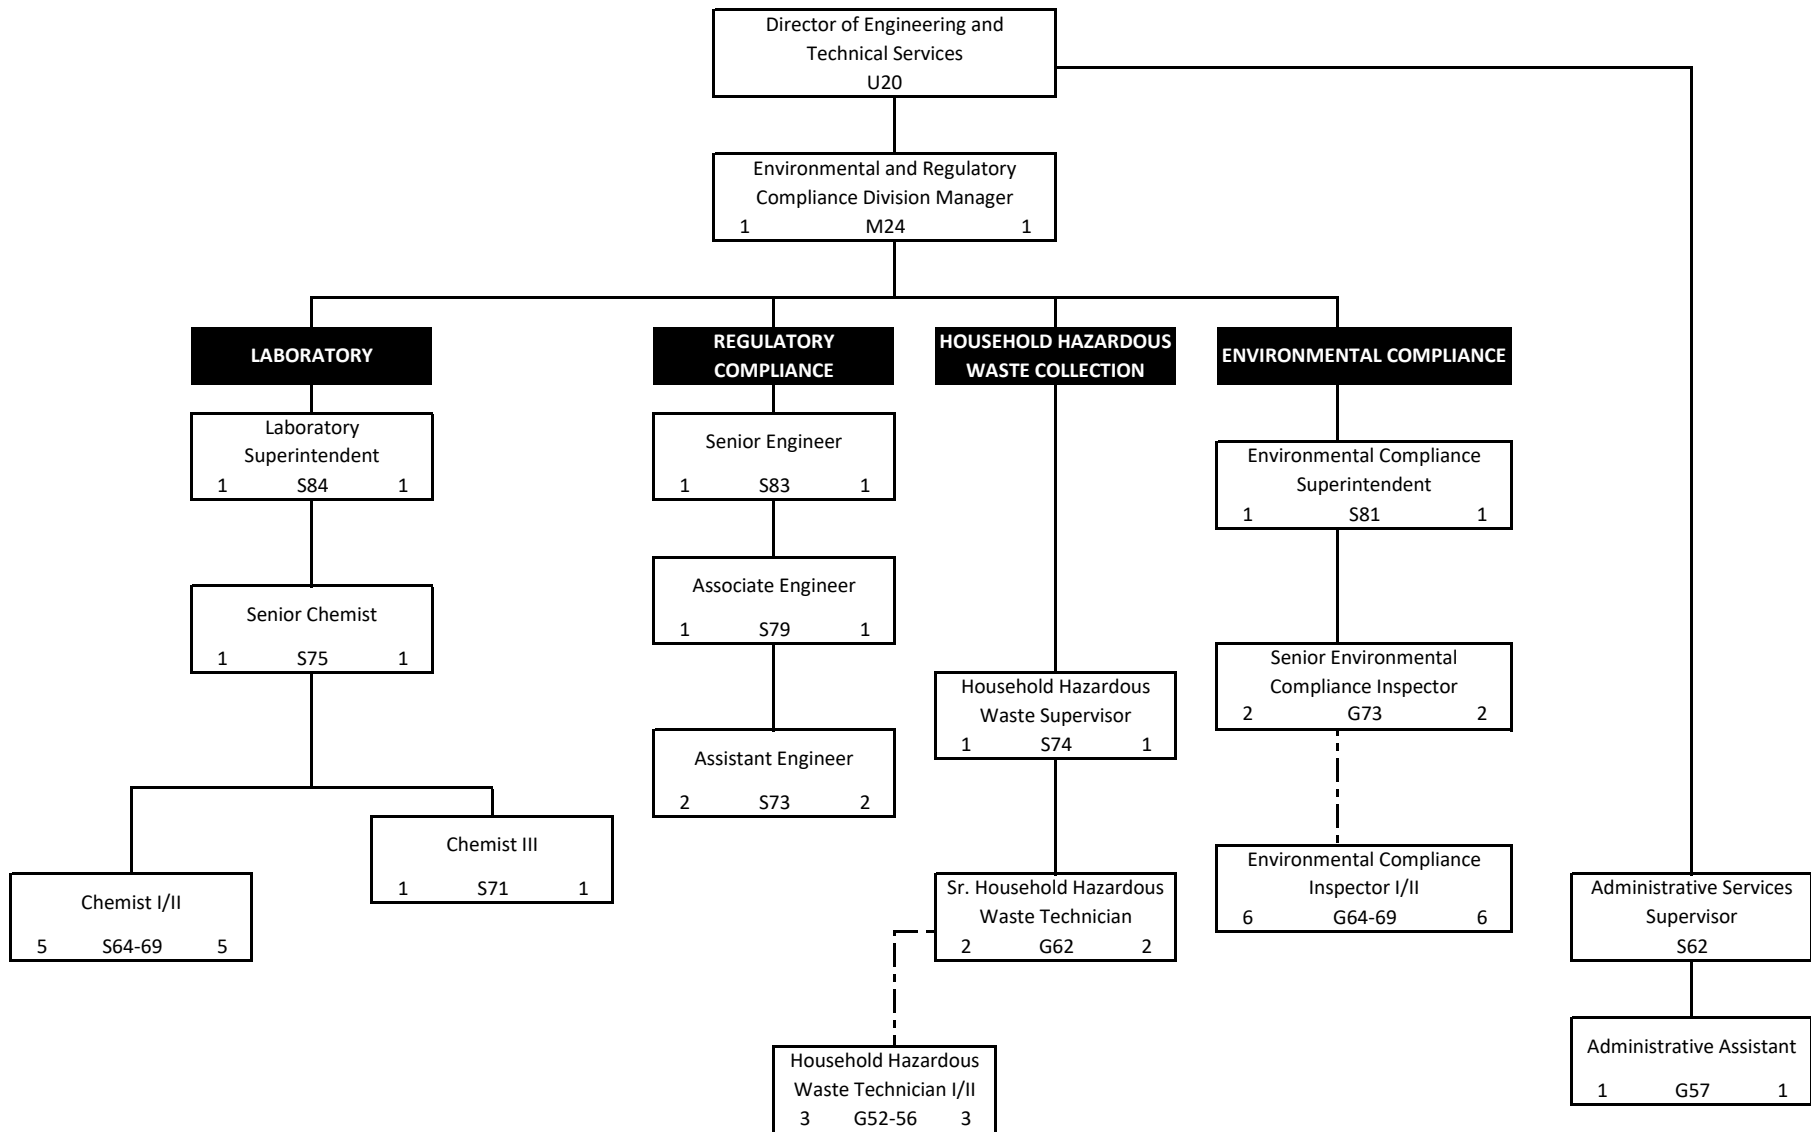 Director of Engineering and
Technical Services
U20
Environmental and Regulatory
Compliance Division Manager
1 M24 1
LABORATORY
Laboratory
Superintendent
1 S84 1
Senior Chemist
1 S75 1
Chemist I/II
5 S64-69 5
Chemist III
1 S71 1
REGULATORY
COMPLIANCE
Senior Engineer
1 S83 1
Associate Engineer
1 S79 1
Assistant Engineer
2 S73 2
HOUSEHOLD HAZARDOUS
WASTE COLLECTION
Household Hazardous
Waste Supervisor
1 S74 1
Sr. Household Hazardous
Waste Technician
2 G62 2
Household Hazardous
Waste Technician I/II
3 G52-56 3
ENVIRONMENTAL COMPLIANCE
Environmental Compliance
Superintendent
1 S81 1
Senior Environmental
Compliance Inspector
2 G73 2
Environmental Compliance
Inspector I/II
6 G64-69 6
Administrative Services
Supervisor
S62
Administrative Assistant
1 G57 1